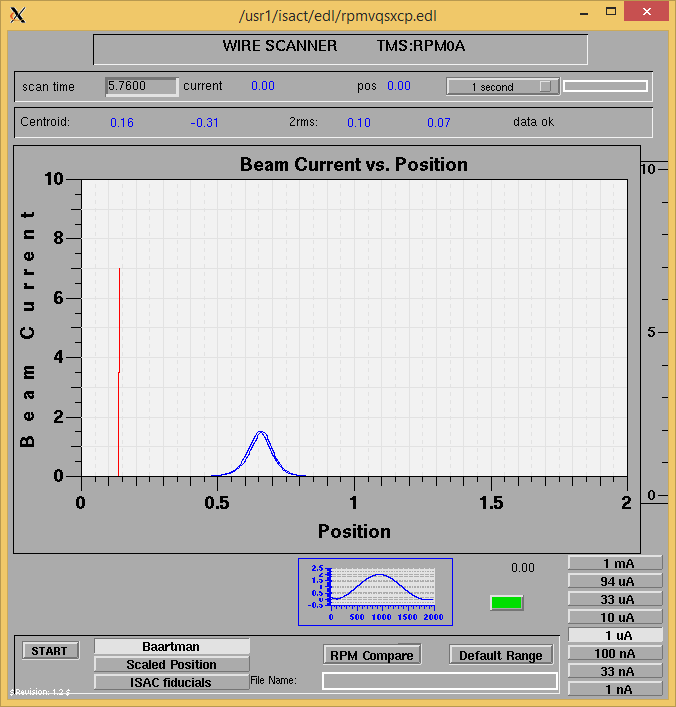 /usr1/isact/edl/rpmvqsxcp.edl
WIRE SCANNER TMS:RPM0A
scan time 5.7600 current 0.00 pos 0.00 1 second
Centroid: 0.16 -0.31 2rms: 0.10 0.07 data ok
Beam Current vs. Position
10
8
6
4
2
0
Beam Current
0 0.5 1 1.5 2
Position
10
5
0
2.5
2.0
1.5
1.0
0.5
0.0
-0.5
0 500 1000 1500 2000
0.00
1 mA
94 uA
33 uA
10 uA
1 uA
100 nA
33 nA
1 nA
START
Baartman
Scaled Position
ISAC fiducials
RPM Compare
Default Range
File Name:
$Revision: 1.2 $